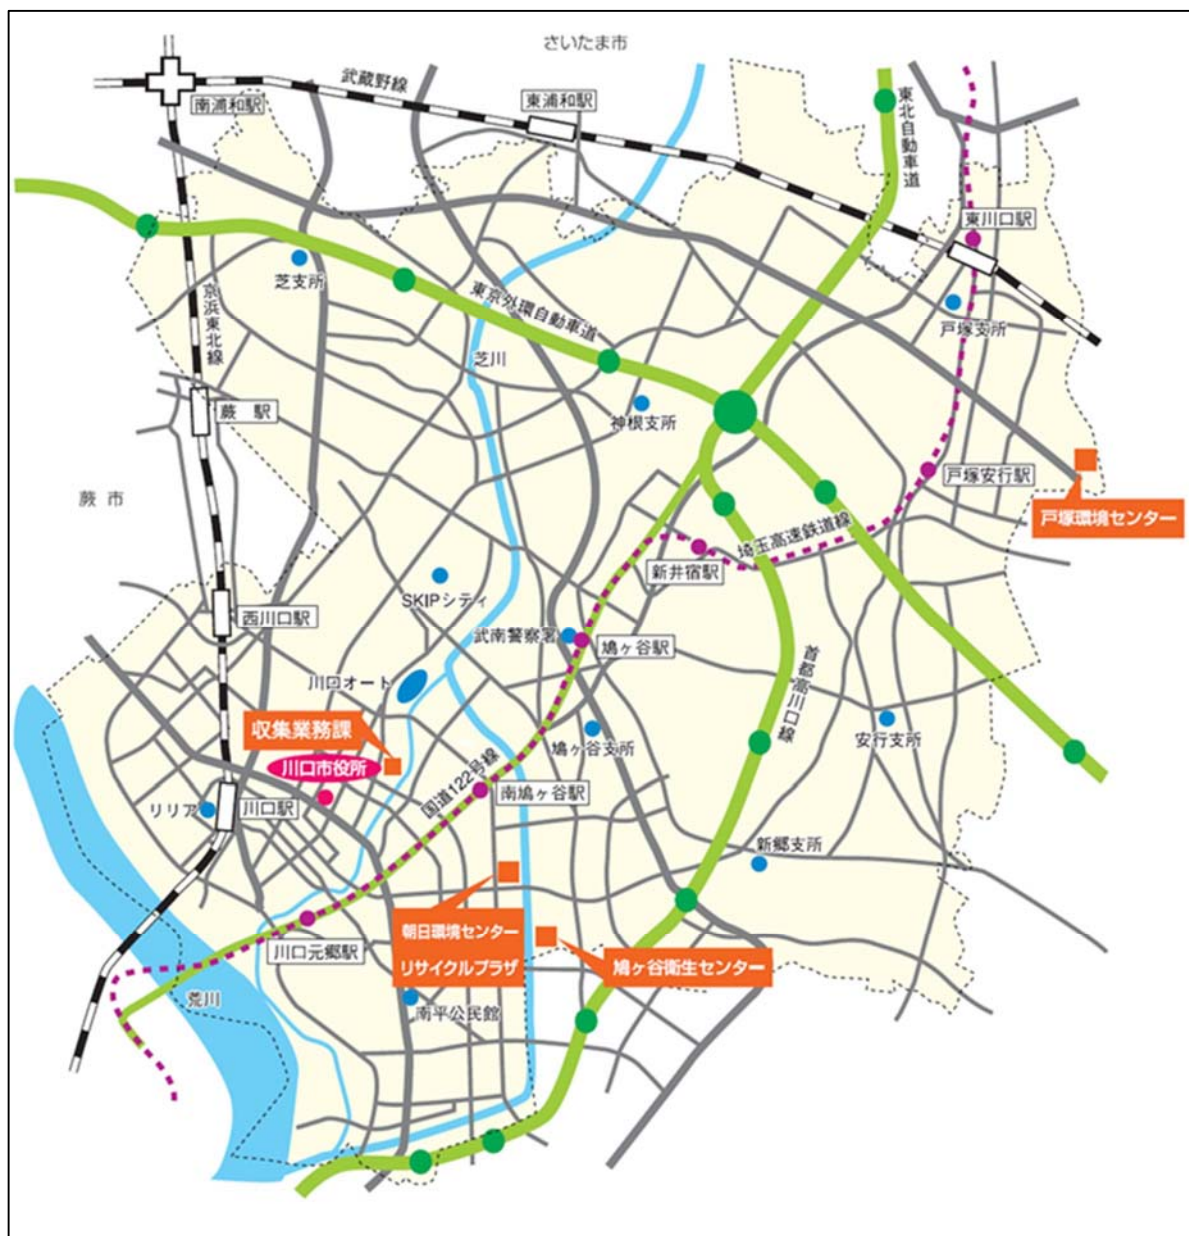 さいたま市
武蔵野線
東浦和駅
南浦和駅
東北自動車道
東川口駅
芝支所
京浜東北線
東京外環自動車道
戸塚支所
芝川
蕨 駅
神根支所
戸塚安行駅
蕨 市
戸塚環境センター
埼玉高速鉄道線
新井宿駅
SKIPシティ
西川口駅
武南警察署
鳩ヶ谷駅
川口オート
首都高川口線
収集業務課
鳩ヶ谷支所
安行支所
川口市役所
国道122号線
南鳩ヶ谷駅
リリア
川口駅
新郷支所
朝日環境センター
リサイクルプラザ
川口元郷駅
鳩ヶ谷衛生センター
荒川
南平公民館